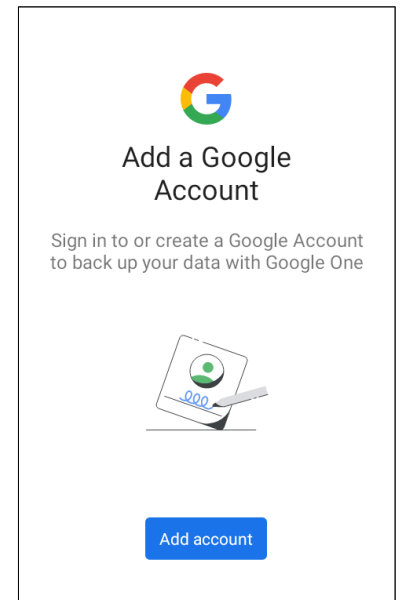 Add a Google
Account
Sign in to or create a Google Account
to back up your data with Google One
Add account